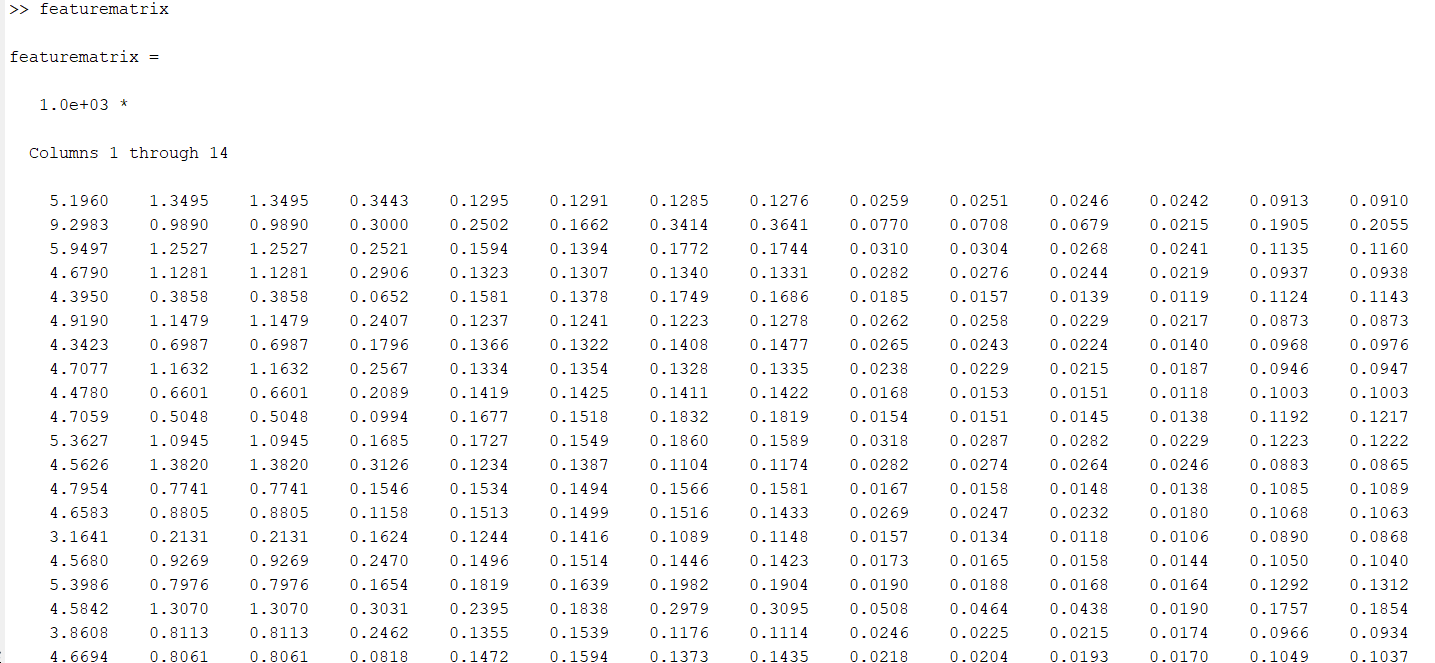 >> featurematrix
featurematrix =
1.0e+03 *
Columns 1 through 14
5.1960 1.3495 1.3495 0.3443 0.1295 0.1291 0.1285 0.1276 0.0259 0.0251 0.0246 0.0242 0.0913 0.0910
9.2983 0.9890 0.9890 0.3000 0.2502 0.1662 0.3414 0.3641 0.0770 0.0708 0.0679 0.0215 0.1905 0.2055
5.9497 1.2527 1.2527 0.2521 0.1594 0.1394 0.1772 0.1744 0.0310 0.0304 0.0268 0.0241 0.1135 0.1160
4.6790 1.1281 1.1281 0.2906 0.1323 0.1307 0.1340 0.1331 0.0282 0.0276 0.0244 0.0219 0.0937 0.0938
4.3950 0.3858 0.3858 0.0652 0.1581 0.1378 0.1749 0.1686 0.0185 0.0157 0.0139 0.0119 0.1124 0.1143
4.9190 1.1479 1.1479 0.2407 0.1237 0.1241 0.1223 0.1278 0.0262 0.0258 0.0229 0.0217 0.0873 0.0873
4.3423 0.6987 0.6987 0.1796 0.1366 0.1322 0.1408 0.1477 0.0265 0.0243 0.0224 0.0140 0.0968 0.0976
4.7077 1.1632 1.1632 0.2567 0.1334 0.1354 0.1328 0.1335 0.0238 0.0229 0.0215 0.0187 0.0946 0.0947
4.4780 0.6601 0.6601 0.2089 0.1419 0.1425 0.1411 0.1422 0.0168 0.0153 0.0151 0.0118 0.1003 0.1003
4.7059 0.5048 0.5048 0.0994 0.1677 0.1518 0.1832 0.1819 0.0154 0.0151 0.0145 0.0138 0.1192 0.1217
5.3627 1.0945 1.0945 0.1685 0.1727 0.1549 0.1860 0.1589 0.0318 0.0287 0.0282 0.0229 0.1223 0.1222
4.5626 1.3820 1.3820 0.3126 0.1234 0.1387 0.1104 0.1174 0.0282 0.0274 0.0264 0.0246 0.0883 0.0865
4.7954 0.7741 0.7741 0.1546 0.1534 0.1494 0.1566 0.1581 0.0167 0.0158 0.0148 0.0138 0.1085 0.1089
4.6583 0.8805 0.8805 0.1158 0.1513 0.1499 0.1516 0.1433 0.0269 0.0247 0.0232 0.0180 0.1068 0.1063
3.1641 0.2131 0.2131 0.1624 0.1244 0.1416 0.1089 0.1148 0.0157 0.0134 0.0118 0.0106 0.0890 0.0868
4.5680 0.9269 0.9269 0.2470 0.1496 0.1514 0.1446 0.1423 0.0173 0.0165 0.0158 0.0144 0.1050 0.1040
5.3986 0.7976 0.7976 0.1654 0.1819 0.1639 0.1982 0.1904 0.0190 0.0188 0.0168 0.0164 0.1292 0.1312
4.5842 1.3070 1.3070 0.3031 0.2395 0.1838 0.2979 0.3095 0.0508 0.0464 0.0438 0.0190 0.1757 0.1854
3.8608 0.8113 0.8113 0.2462 0.1355 0.1539 0.1176 0.1114 0.0246 0.0225 0.0215 0.0174 0.0966 0.0934
4.6694 0.8061 0.8061 0.0818 0.1472 0.1594 0.1373 0.1435 0.0218 0.0204 0.0193 0.0170 0.1049 0.1037